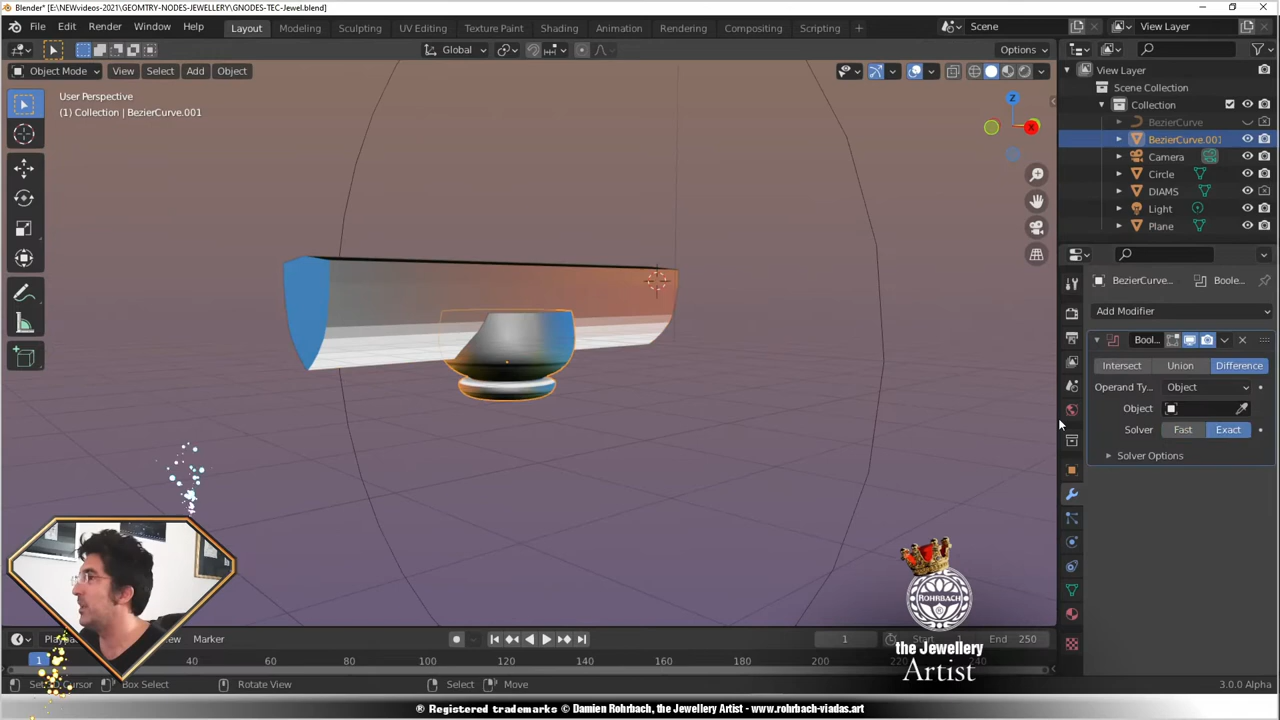 Blender* [E:\NEWvideos-2021\GEOMTRY-NODES-JEWELLERY\GNODES-TEC-Jewel.blend]
File Edit Render Window Help Layout Modeling Sculpting UV Editing Texture Paint Shading Animation Rendering Compositing Scripting + Scene View Layer
Global Options
Object Mode View Select Add Object
User Perspective
(1) Collection | BezierCurve.001
Z
X
View Layer
Scene Collection
Collection
BezierCurve
BezierCurve.001
Camera
Circle
DIAMS
Light
Plane
BezierCurve... Boole...
Add Modifier
Bool...
Intersect Union Difference
Operand Ty... Object
Object
Solver Fast Exact
Solver Options
ROHRBACH
the Jewellery
Artist
Marker 1 Start 1 End 250
1 40 60 80 100 120 140 160 180 200 220 240
Box Select Rotate View Select Move 3.0.0 Alpha
® Registered trademarks © Damien Rohrbach, the Jewellery Artist - www.rohrbach-viadas.art